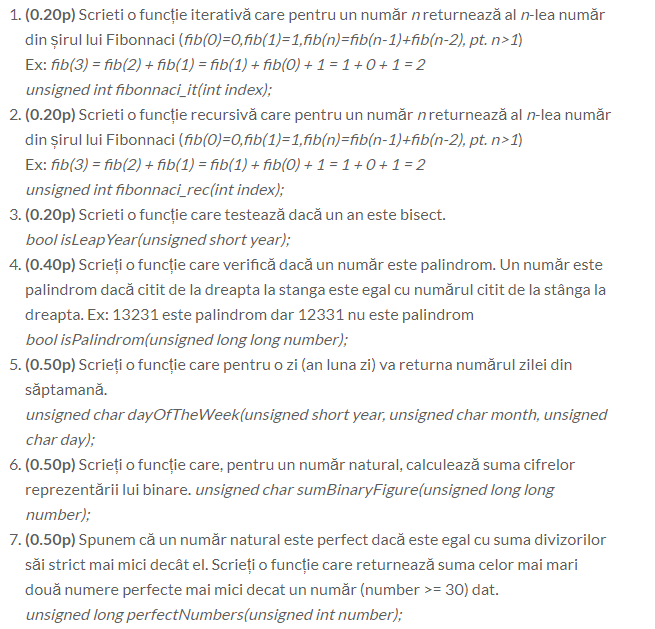 1. (0.20p) Scrieti o funcție iterativă care pentru un număr n returnează al n-lea număr
din șirul lui Fibonnaci (fib(0)=0,fib(1)=1,fib(n)=fib(n-1)+fib(n-2), pt. n>1)
Ex: fib(3) = fib(2) + fib(1) = fib(1) + fib(0) + 1 = 1 + 0 + 1 = 2
unsigned int fibonnaci_it(int index);
2. (0.20p) Scrieti o funcție recursivă care pentru un număr n returnează al n-lea număr
din șirul lui Fibonnaci (fib(0)=0,fib(1)=1,fib(n)=fib(n-1)+fib(n-2), pt. n>1)
Ex: fib(3) = fib(2) + fib(1) = fib(1) + fib(0) + 1 = 1 + 0 + 1 = 2
unsigned int fibonnaci_rec(int index);
3. (0.20p) Scrieti o funcție care testează dacă un an este bisect.
bool isLeapYear(unsigned short year);
4. (0.40p) Scrieți o funcție care verifică dacă un număr este palindrom. Un număr este
palindrom dacă citit de la dreapta la stanga este egal cu numărul citit de la stânga la
dreapta. Ex: 13231 este palindrom dar 12331 nu este palindrom
bool isPalindrom(unsigned long long number);
5. (0.50p) Scrieți o funcție care pentru o zi (an luna zi) va returna numărul zilei din
săptamană.
unsigned char dayOfTheWeek(unsigned short year, unsigned char month, unsigned
char day);
6. (0.50p) Scrieți o funcție care, pentru un număr natural, calculează suma cifrelor
reprezentării lui binare. unsigned char sumBinaryFigure(unsigned long long
number);
7. (0.50p) Spunem că un număr natural este perfect dacă este egal cu suma divizorilor
săi strict mai mici decât el. Scrieți o funcție care returnează suma celor mai mari
două numere perfecte mai mici decat un număr (number >= 30) dat.
unsigned long perfectNumbers(unsigned int number);